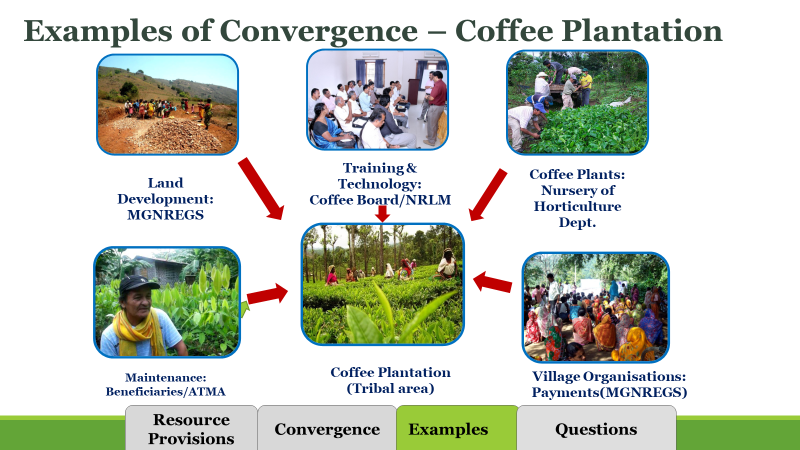 Examples of Convergence – Coffee Plantation
Land
Development:
MGNREGS
Training &
Technology:
Coffee Board/NRLM
Coffee Plants:
Nursery of
Horticulture
Dept.
Maintenance:
Beneficiaries/ATMA
Coffee Plantation
(Tribal area)
Village Organisations:
Payments(MGNREGS)
Resource
Provisions
Convergence
Examples
Questions